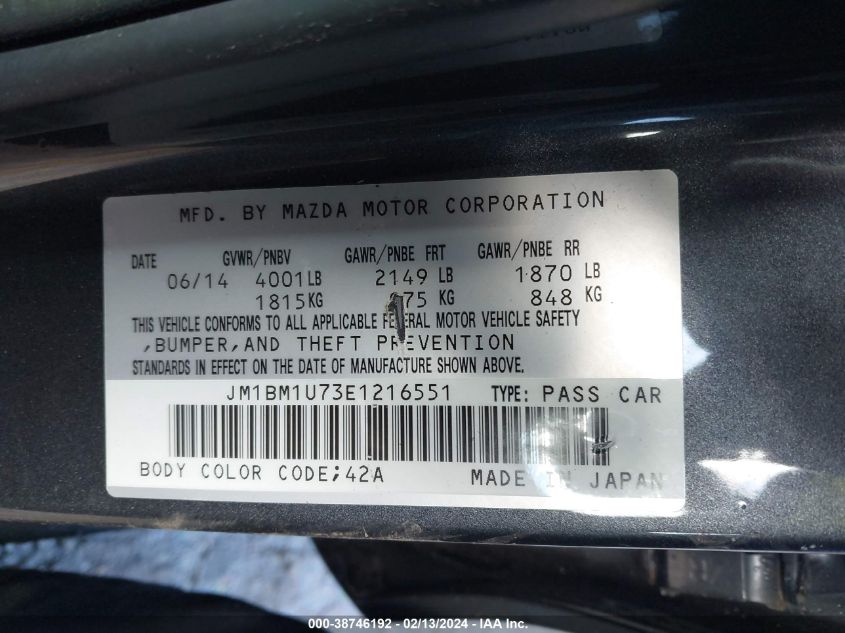 MFD. BY MAZDA MOTOR CORPORATION
DATE GVWR/PNBV GAWR/PNBE FRT GAWR/PNBE RR
06/14 4001LB 2149 LB 1870 LB
1815KG 75 KG 848 KG
THIS VEHICLE CONFORMS TO ALL APPLICABLE FEDERAL MOTOR VEHICLE SAFETY
,BUMPER,AND THEFT PREVENTION
STANDARDS IN EFFECT ON THE DATE OF MANUFACTURE SHOWN ABOVE.
JM1BM1U73E1216551 TYPE: PASS CAR
BODY COLOR CODE;42A MADE IN JAPAN
000-38746192 - 02/13/2024 - IAA Inc.